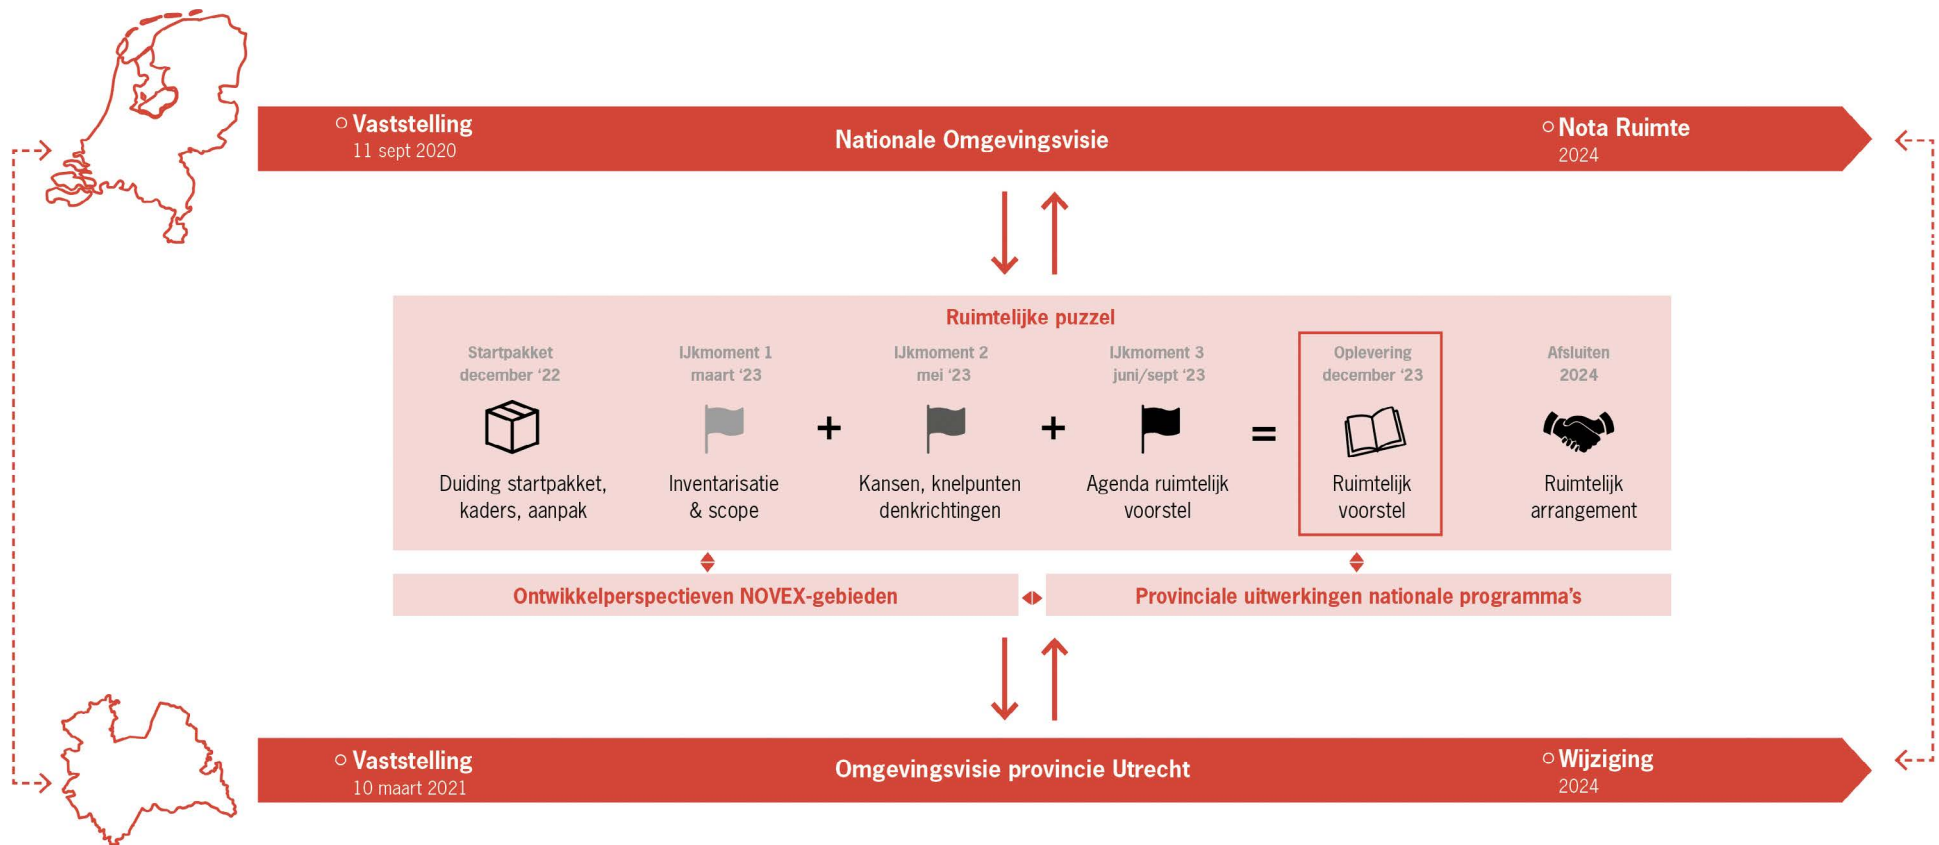 Vaststelling
11 sept 2020
Nationale Omgevingsvisie
Nota Ruimte
2024
Ruimtelijke puzzel
Startpakket
december ‘22
IJkmoment 1
maart ‘23
IJkmoment 2
mei ‘23
IJkmoment 3
juni/sept ‘23
Oplevering
december ‘23
Afsluiten
2024
+
+
=
Duiding startpakket,
kaders, aanpak
Inventarisatie
& scope
Kansen, knelpunten
denkrichtingen
Agenda ruimtelijk
voorstel
Ruimtelijk
voorstel
Ruimtelijk
arrangement
Ontwikkelperspectieven NOVEX-gebieden
Provinciale uitwerkingen nationale programma’s
Vaststelling
10 maart 2021
Omgevingsvisie provincie Utrecht
Wijziging
2024